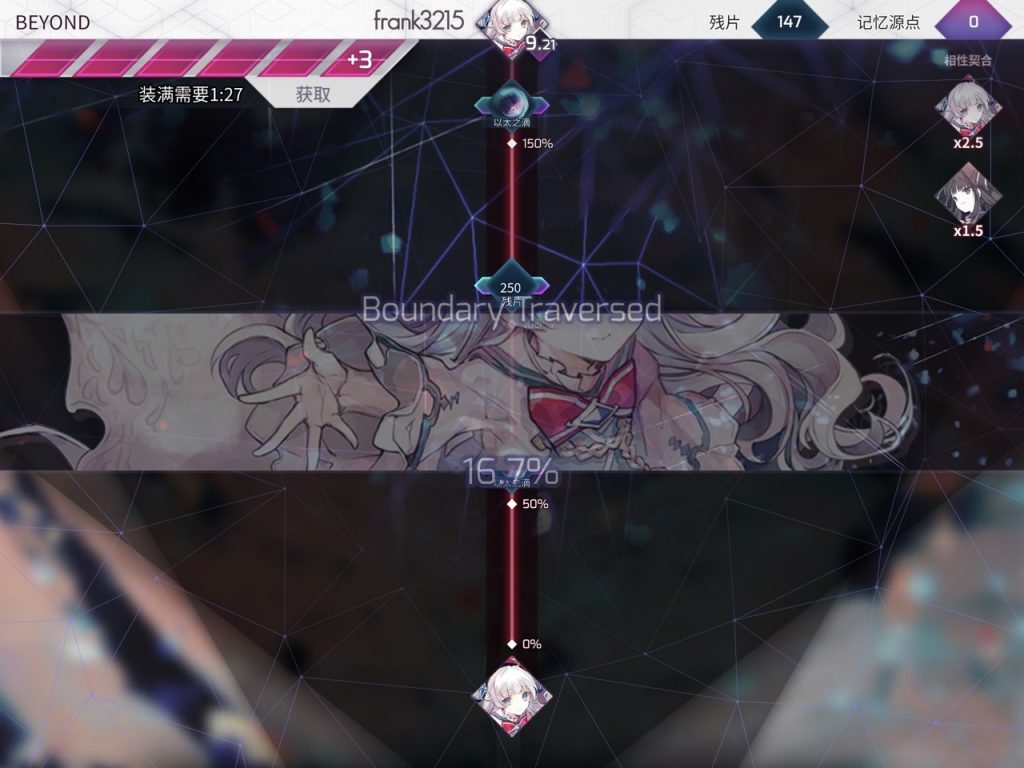 BEYOND
frank3215
9.21
残片
147
记忆源点
0
+3
装满需要1:27
获取
相性契合
x2.5
x1.5
以太之滴
150%
250
残片
Boundary Traversed
16.7%
以太之滴
50%
0%